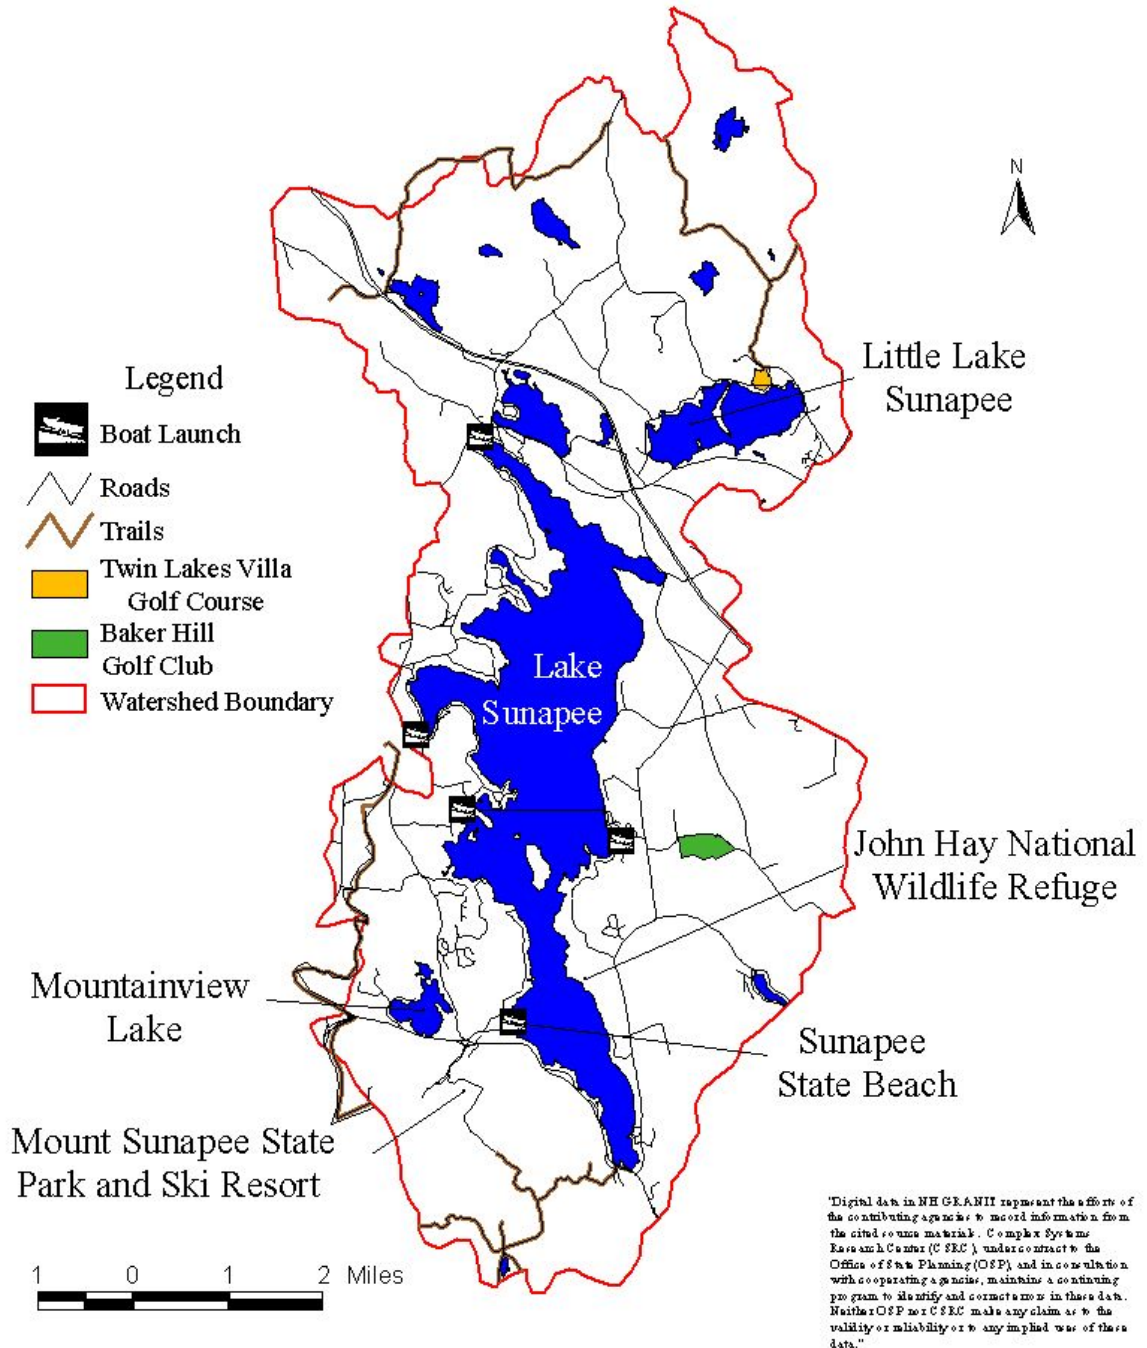 N
Little Lake
Sunapee
Legend
Boat Launch
Roads
Trails
Twin Lakes Villa
Golf Course
Baker Hill
Golf Club
Watershed Boundary
Lake
Sunapee
John Hay National
Wildlife Refuge
Mountainview
Lake
Sunapee
State Beach
Mount Sunapee State
Park and Ski Resort
1 0 1 2 Miles
"Digital data in NH GRANIT represent the efforts of
the contributing agencies to record information from
the cited source materials. Complex Systems
Research Center (CSRC), under contract to the
Office of State Planning (OSP), and in consultation
with cooperating agencies, maintains a continuing
program to identify and correct errors in these data.
Neither OSP nor CSRC make any claim as to the
validity or reliability or to any implied uses of these
data."